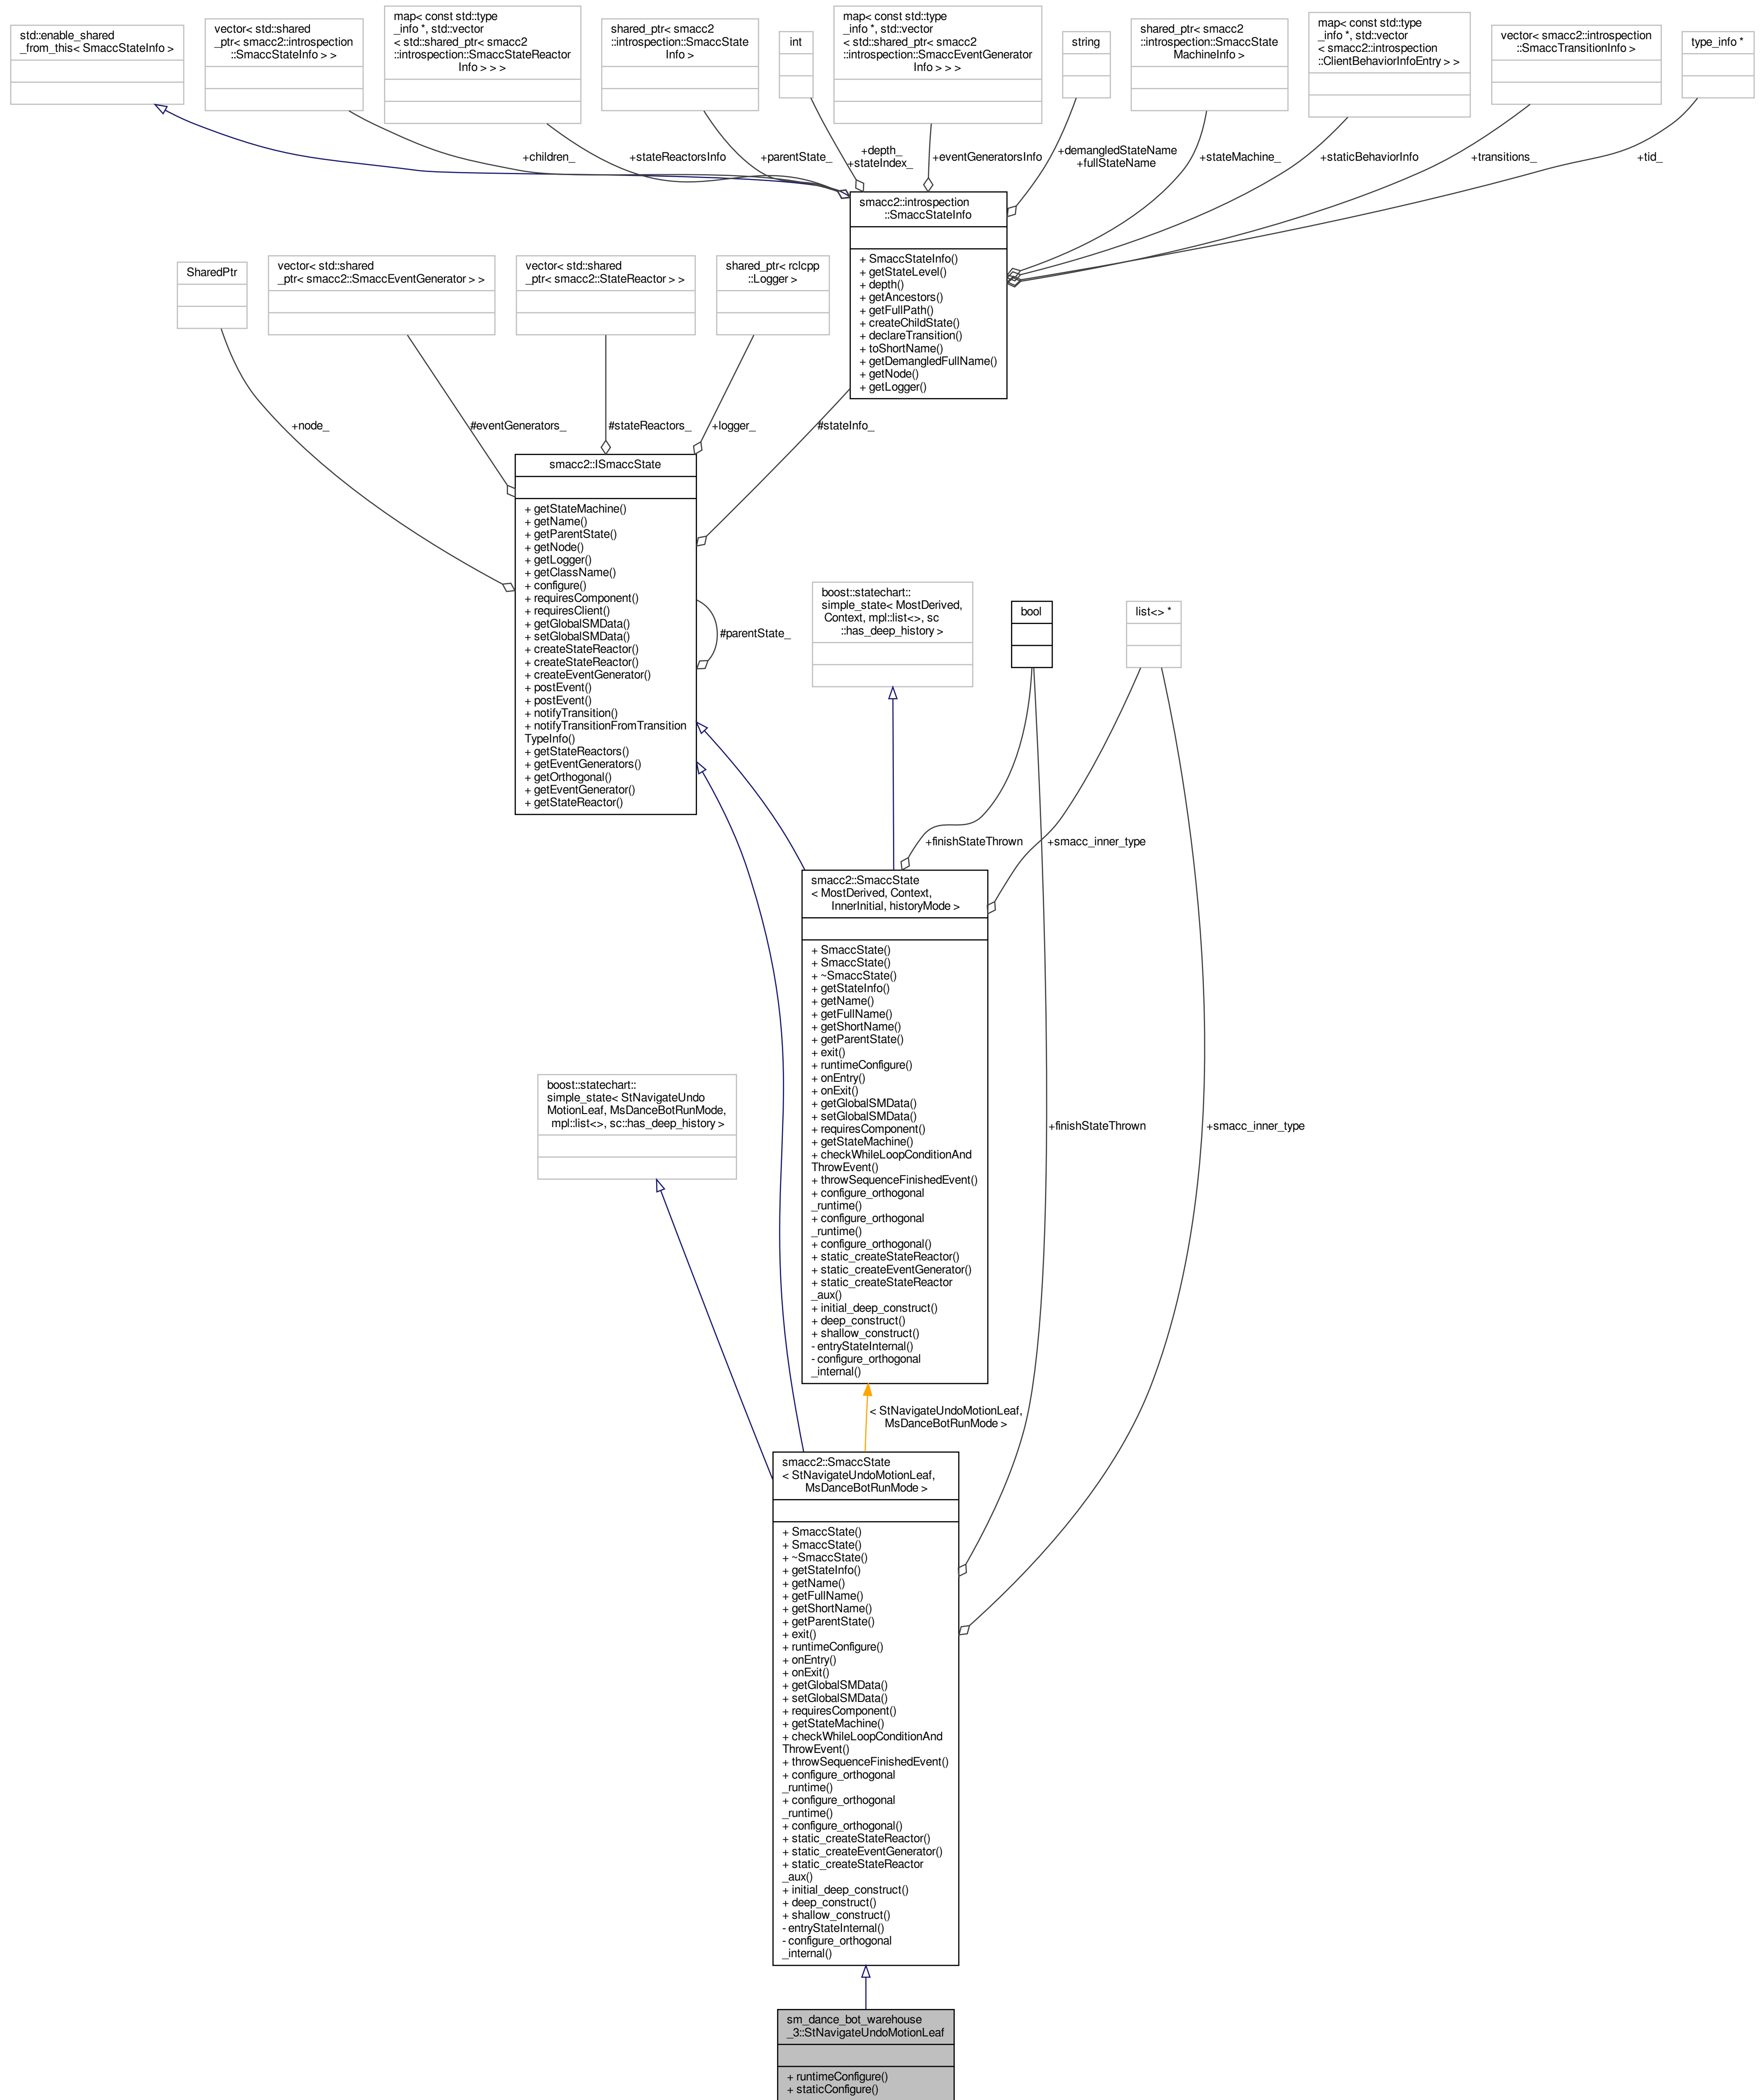 std::enable_shared
_from_this< SmaccStateInfo >
vector< std::shared
_ptr< smacc2::introspection
::SmaccStateInfo > >
map< const std::type
_info *, std::vector
< std::shared_ptr< smacc2
::introspection::SmaccStateReactor
Info > > >
shared_ptr< smacc2
::introspection::SmaccState
Info >
int
map< const std::type
_info *, std::vector
< std::shared_ptr< smacc2
::introspection::SmaccEventGenerator
Info > > >
string
shared_ptr< smacc2
::introspection::SmaccState
MachineInfo >
map< const std::type
_info *, std::vector
< smacc2::introspection
::ClientBehaviorInfoEntry > >
vector< smacc2::introspection
::SmaccTransitionInfo >
type_info *
+children_
+stateReactorsInfo
+parentState_
+depth_
+stateIndex_
+eventGeneratorsInfo
+demangledStateName
+fullStateName
+stateMachine_
+staticBehaviorInfo
+transitions_
+tid_
smacc2::introspection
::SmaccStateInfo
+ SmaccStateInfo()
+ getStateLevel()
+ depth()
+ getAncestors()
+ getFullPath()
+ createChildState()
+ declareTransition()
+ toShortName()
+ getDemangledFullName()
+ getNode()
+ getLogger()
SharedPtr
vector< std::shared
_ptr< smacc2::SmaccEventGenerator > >
vector< std::shared
_ptr< smacc2::StateReactor > >
shared_ptr< rclcpp
::Logger >
+node_
#eventGenerators_
#stateReactors_
+logger_
#stateInfo_
smacc2::ISmaccState
+ getStateMachine()
+ getName()
+ getParentState()
+ getNode()
+ getLogger()
+ getClassName()
+ configure()
+ requiresComponent()
+ requiresClient()
+ getGlobalSMData()
+ setGlobalSMData()
+ createStateReactor()
+ createStateReactor()
+ createEventGenerator()
+ postEvent()
+ postEvent()
+ notifyTransition()
+ notifyTransitionFromTransition
TypeInfo()
+ getStateReactors()
+ getEventGenerators()
+ getOrthogonal()
+ getEventGenerator()
+ getStateReactor()
#parentState_
boost::statechart::
simple_state< MostDerived,
Context, mpl::list<>, sc
::has_deep_history >
bool
list<> *
+finishStateThrown
+smacc_inner_type
smacc2::SmaccState
< MostDerived, Context,
InnerInitial, historyMode >
+ SmaccState()
+ SmaccState()
+ ~SmaccState()
+ getStateInfo()
+ getName()
+ getFullName()
+ getShortName()
+ getParentState()
+ exit()
+ runtimeConfigure()
+ onEntry()
+ onExit()
+ getGlobalSMData()
+ setGlobalSMData()
+ requiresComponent()
+ getStateMachine()
+ checkWhileLoopConditionAnd
ThrowEvent()
+ throwSequenceFinishedEvent()
+ configure_orthogonal
_runtime()
+ configure_orthogonal
_runtime()
+ configure_orthogonal()
+ static_createStateReactor()
+ static_createEventGenerator()
+ static_createStateReactor
_aux()
+ initial_deep_construct()
+ deep_construct()
+ shallow_construct()
- entryStateInternal()
- configure_orthogonal
_internal()
boost::statechart::
simple_state< StNavigateUndo
MotionLeaf, MsDanceBotRunMode,
mpl::list<>, sc::has_deep_history >
+finishStateThrown
+smacc_inner_type
< StNavigateUndoMotionLeaf,
MsDanceBotRunMode >
smacc2::SmaccState
< StNavigateUndoMotionLeaf,
MsDanceBotRunMode >
+ SmaccState()
+ SmaccState()
+ ~SmaccState()
+ getStateInfo()
+ getName()
+ getFullName()
+ getShortName()
+ getParentState()
+ exit()
+ runtimeConfigure()
+ onEntry()
+ onExit()
+ getGlobalSMData()
+ setGlobalSMData()
+ requiresComponent()
+ getStateMachine()
+ checkWhileLoopConditionAnd
ThrowEvent()
+ throwSequenceFinishedEvent()
+ configure_orthogonal
_runtime()
+ configure_orthogonal
_runtime()
+ configure_orthogonal()
+ static_createStateReactor()
+ static_createEventGenerator()
+ static_createStateReactor
_aux()
+ initial_deep_construct()
+ deep_construct()
+ shallow_construct()
- entryStateInternal()
- configure_orthogonal
_internal()
sm_dance_bot_warehouse
_3::StNavigateUndoMotionLeaf
+ runtimeConfigure()
+ staticConfigure()